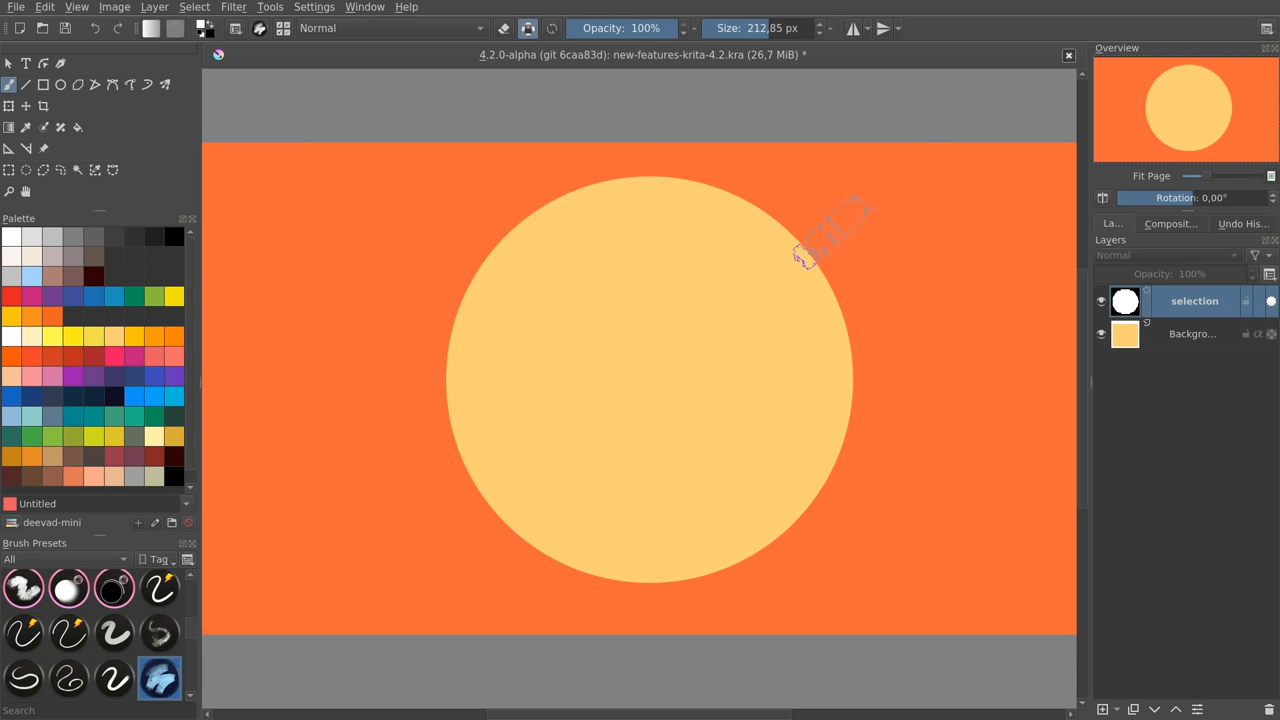 File Edit View Image Layer Select Filter Tools Settings Window Help
Normal Opacity: 100% Size: 212,85 px
4.2.0-alpha (git 6caa83d): new-features-krita-4.2.kra (26,7 MiB) *
Overview
Fit Page
Rotation: 0,00°
La... Composit... Undo His...
Layers
Normal
Opacity: 100%
selection
Backgro...
Palette
Untitled
deevad-mini
Brush Presets
All Tag
Search